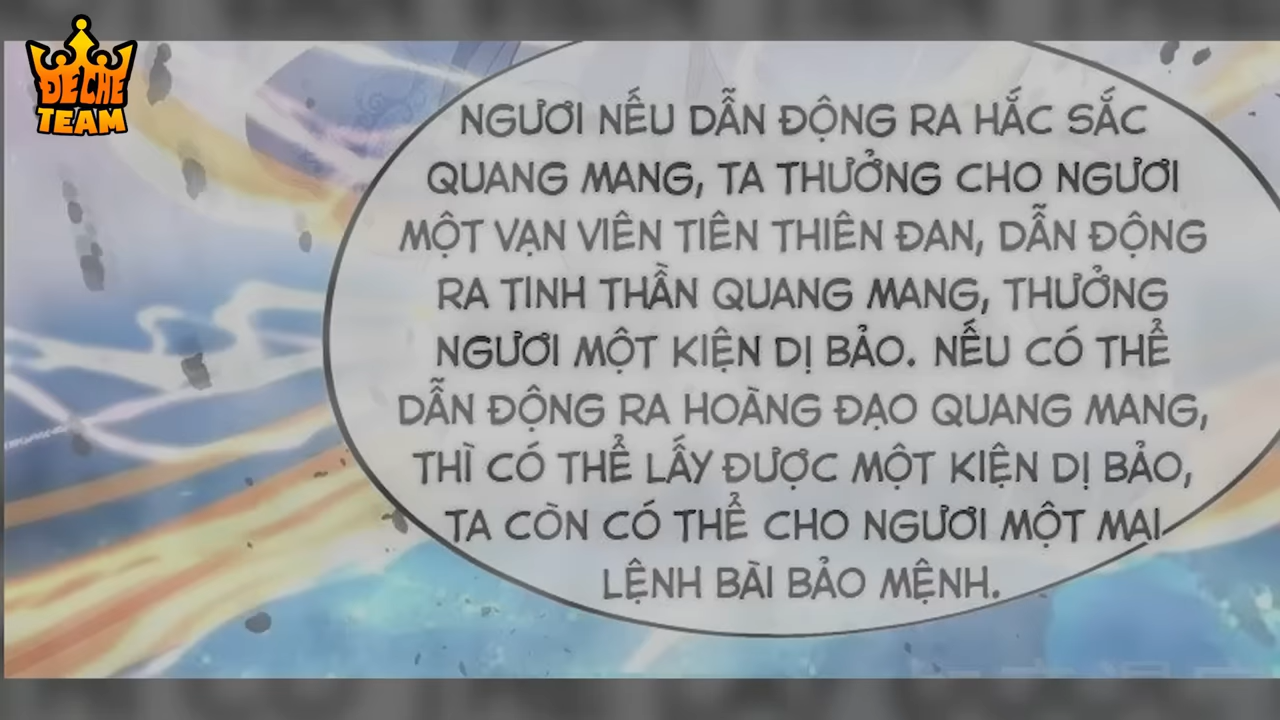 ĐẾ CHẾ
TEAM
NGƯƠI NẾU DẪN ĐỘNG RA HẮC SẮC
QUANG MANG, TA THƯỞNG CHO NGƯƠI
MỘT VẠN VIÊN TIÊN THIÊN ĐAN, DẪN ĐỘNG
RA TINH THẦN QUANG MANG, THƯỞNG
NGƯƠI MỘT KIỆN DỊ BẢO. NẾU CÓ THỂ
DẪN ĐỘNG RA HOÀNG ĐẠO QUANG MANG,
THÌ CÓ THỂ LẤY ĐƯỢC MỘT KIỆN DỊ BẢO,
TA CÒN CÓ THỂ CHO NGƯƠI MỘT MAI
LỆNH BÀI BẢO MỆNH.